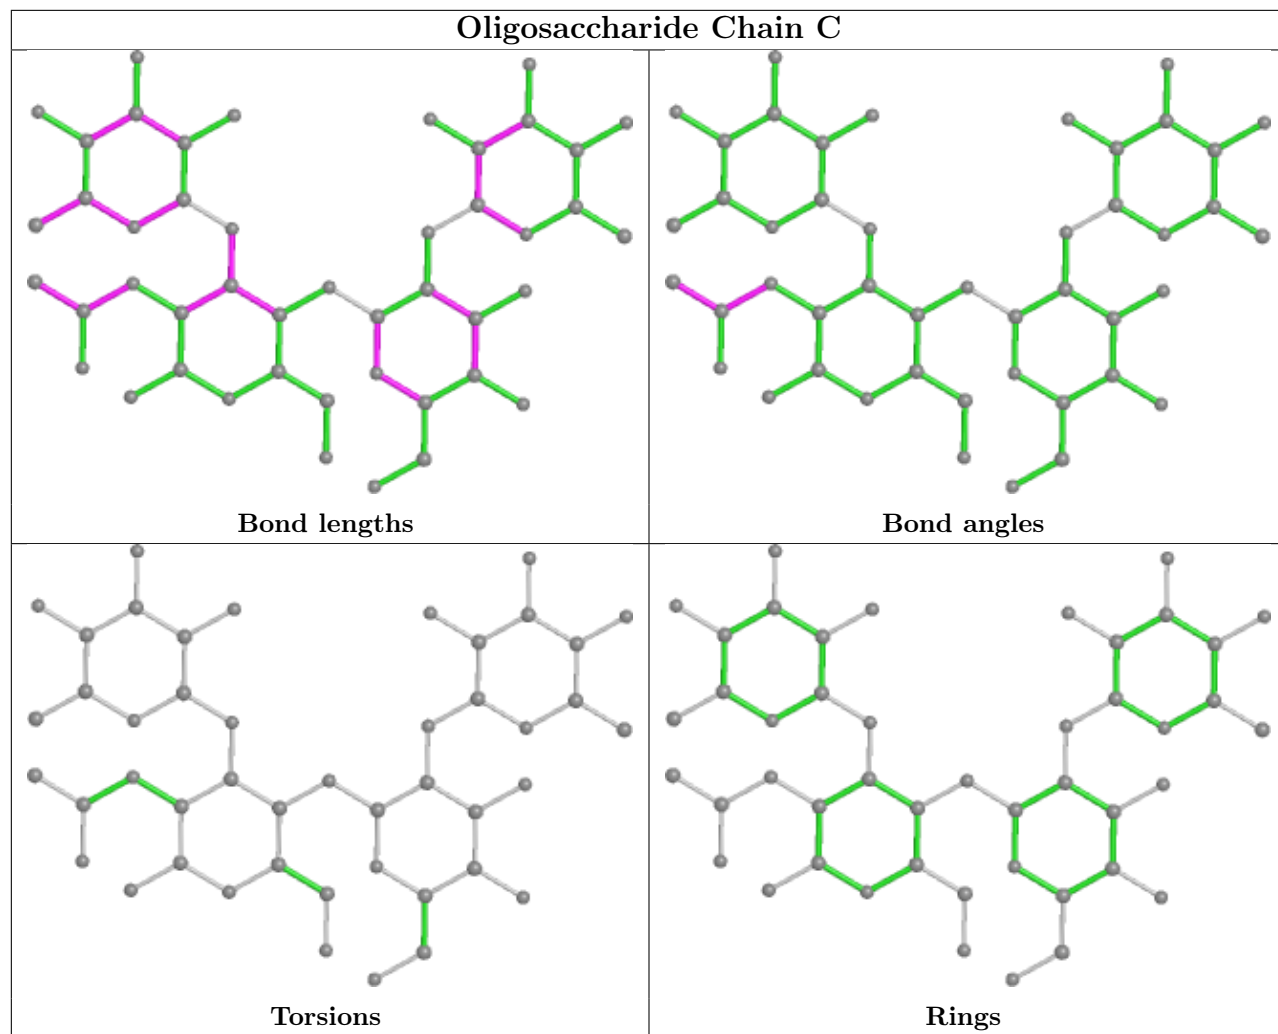 Oligosaccharide Chain C
Bond lengths
Bond angles
Torsions
Rings